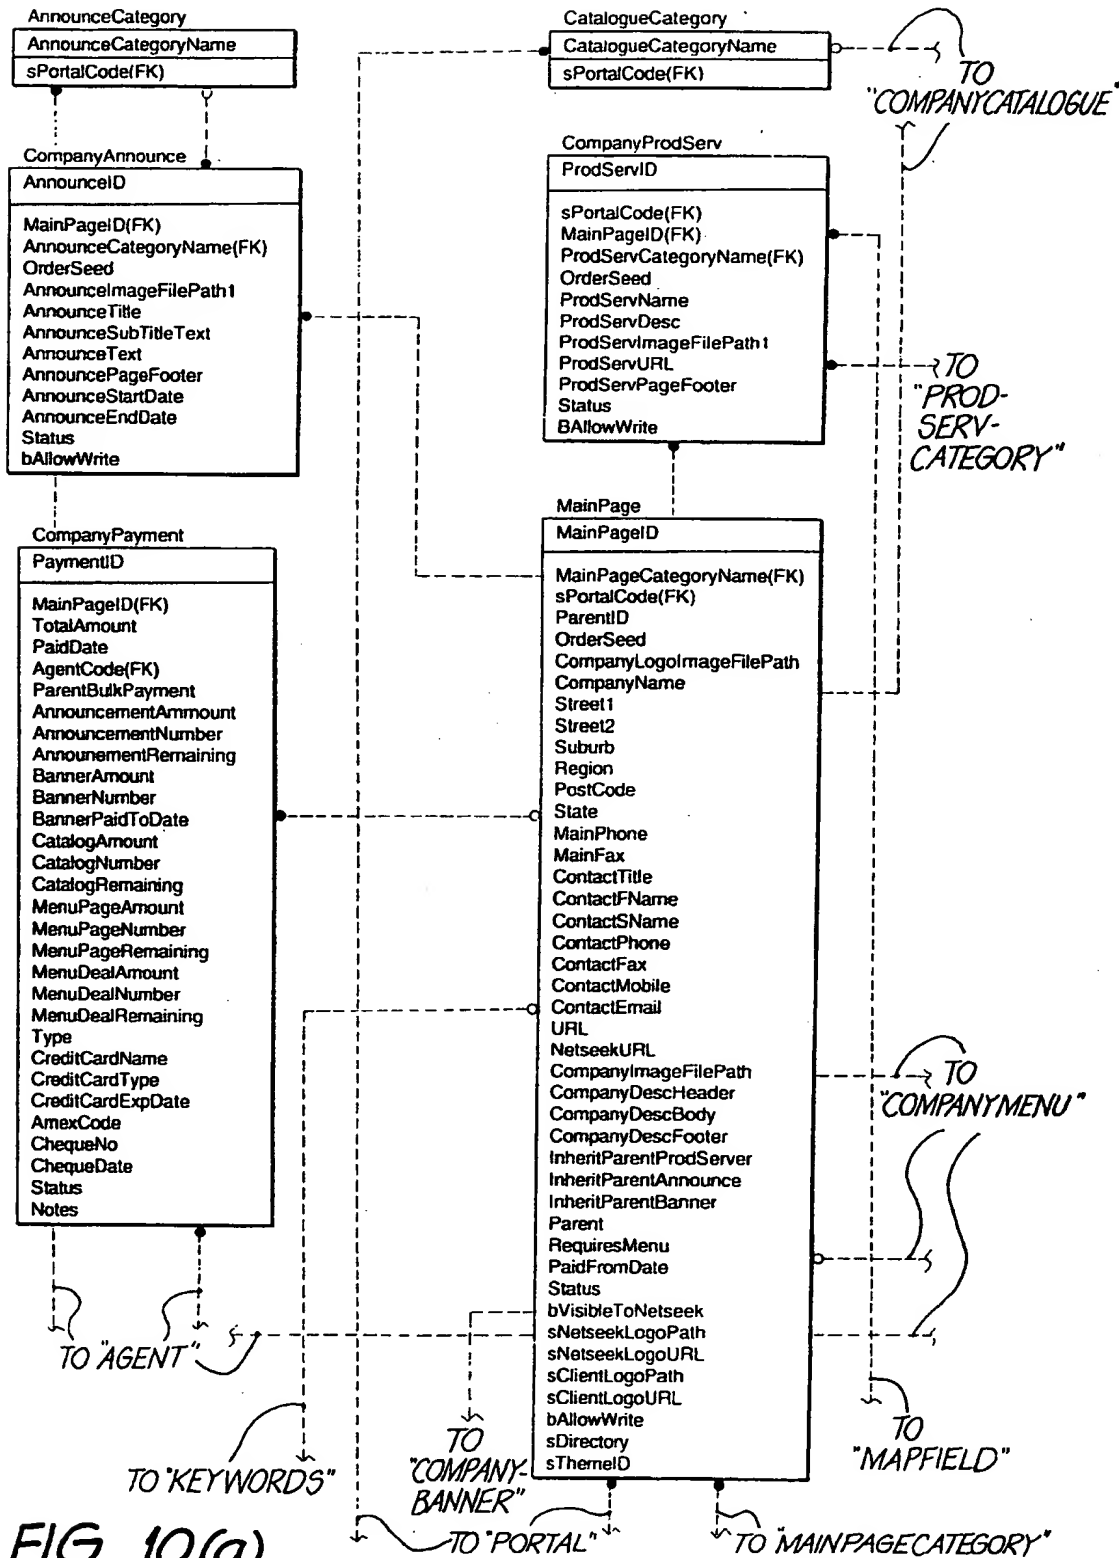 AnnounceCategory
AnnounceCategoryName
sPortalCode(FK)
CompanyAnnounce
AnnounceID
MainPageID(FK)
AnnounceCategoryName(FK)
OrderSeed
AnnounceImageFilePath1
AnnounceTitle
AnnounceSubTitleText
AnnounceText
AnnouncePageFooter
AnnounceStartDate
AnnounceEndDate
Status
bAllowWrite
CompanyPayment
PaymentID
MainPageID(FK)
TotalAmount
PaidDate
AgentCode(FK)
ParentBulkPayment
AnnouncementAmmount
AnnouncementNumber
AnnounementRemaining
BannerAmount
BannerNumber
BannerPaidToDate
CatalogAmount
CatalogNumber
CatalogRemaining
MenuPageAmount
MenuPageNumber
MenuPageRemaining
MenuDealAmount
MenuDealNumber
MenuDealRemaining
Type
CreditCardName
CreditCardType
CreditCardExpDate
AmexCode
ChequeNo
ChequeDate
Status
Notes
TO "AGENT"
TO "KEYWORDS"
CatalogueCategory
CatalogueCategoryName
sPortalCode(FK)
TO
"COMPANYCATALOGUE"
CompanyProdServ
ProdServID
sPortalCode(FK)
MainPageID(FK)
ProdServCategoryName(FK)
OrderSeed
ProdServName
ProdServDesc
ProdServImageFilePath1
ProdServURL
ProdServPageFooter
Status
BAllowWrite
TO
"PROD-
SERV-
CATEGORY"
MainPage
MainPageID
MainPageCategoryName(FK)
sPortalCode(FK)
ParentID
OrderSeed
CompanyLogoImageFilePath
CompanyName
Street1
Street2
Suburb
Region
PostCode
State
MainPhone
MainFax
ContactTitle
ContactFName
ContactSName
ContactPhone
ContactFax
ContactMobile
ContactEmail
URL
NetseekURL
CompanyImageFilePath
CompanyDescHeader
CompanyDescBody
CompanyDescFooter
InheritParentProdServer
InheritParentAnnounce
InheritParentBanner
Parent
RequiresMenu
PaidFromDate
Status
bVisibleToNetseek
sNetseekLogoPath
sNetseekLogoURL
sClientLogoPath
sClientLogoURL
bAllowWrite
sDirectory
sThemeID
TO
"COMPANYMENU"
TO
"MAPFIELD"
TO
"COMPANY-
BANNER"
TO "PORTAL"
TO "MAINPAGECATEGORY"
FIG. 10(a)